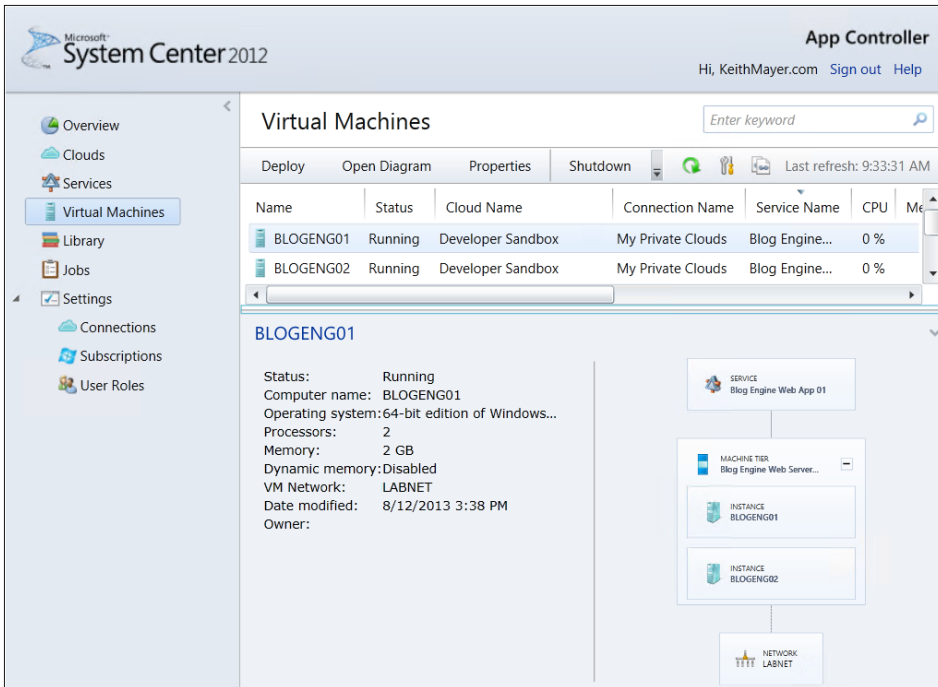 Microsoft®
System Center 2012
App Controller
Hi, KeithMayer.com Sign out Help
Overview
Clouds
Services
Virtual Machines
Library
Jobs
Settings
Connections
Subscriptions
User Roles
Virtual Machines
Enter keyword
Deploy Open Diagram Properties Shutdown Last refresh: 9:33:31 AM
Name Status Cloud Name Connection Name Service Name CPU Me
BLOGENG01 Running Developer Sandbox My Private Clouds Blog Engine... 0 %
BLOGENG02 Running Developer Sandbox My Private Clouds Blog Engine... 0 %
BLOGENG01
Status: Running
Computer name: BLOGENG01
Operating system: 64-bit edition of Windows...
Processors: 2
Memory: 2 GB
Dynamic memory: Disabled
VM Network: LABNET
Date modified: 8/12/2013 3:38 PM
Owner:
SERVICE
Blog Engine Web App 01
MACHINE TIER
Blog Engine Web Server...
INSTANCE
BLOGENG01
INSTANCE
BLOGENG02
NETWORK
LABNET